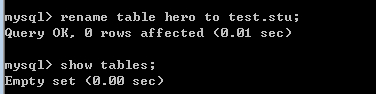 mysql> rename table hero to test.stu;
Query OK, 0 rows affected (0.01 sec)
mysql> show tables;
Empty set (0.00 sec)